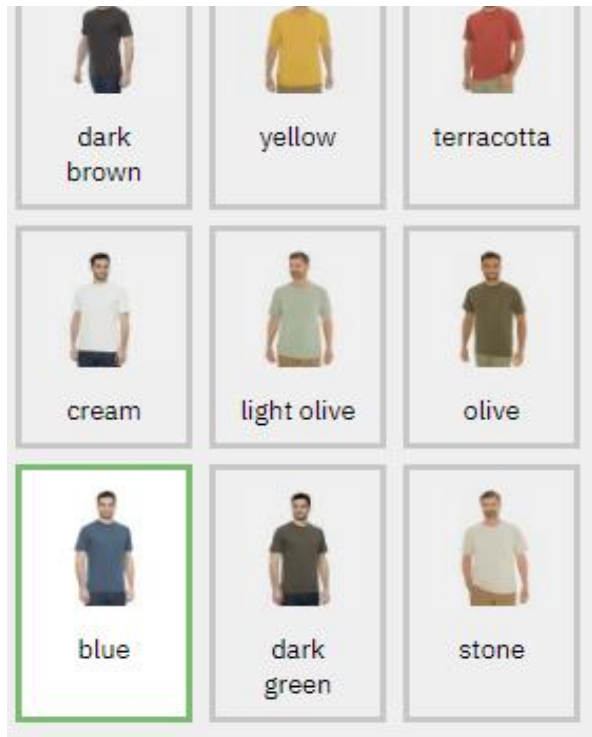 dark
brown
yellow
terracotta
cream
light olive
olive
blue
dark
green
stone